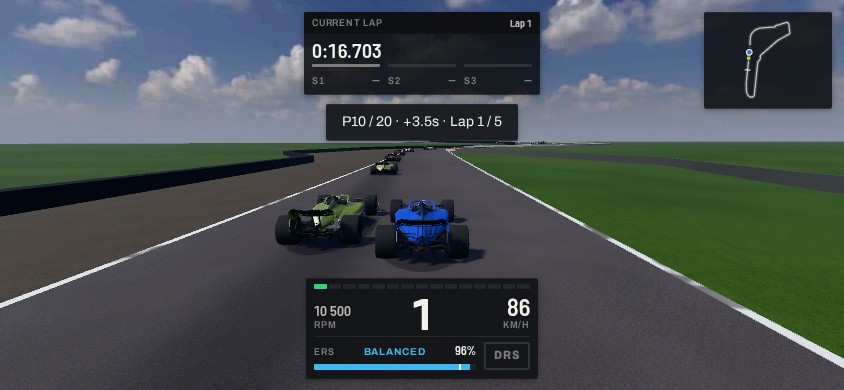 CURRENT LAP Lap 1
0:16.703
S1 – S2 – S3 –
P10 / 20 · +3.5s · Lap 1 / 5
10 500 1 86
RPM KM/H
ERS BALANCED 96% DRS